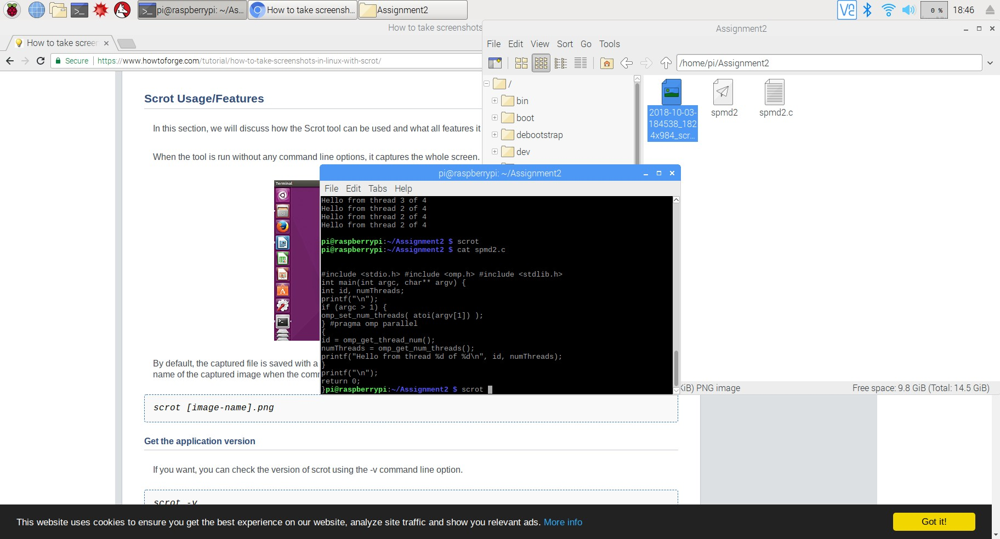 pi@raspberrypi: ~/As...
How to take screensh...
Assignment2
0 %
18:46
How to take screenshots
How to take screen
Secure
https://www.howtoforge.com/tutorial/how-to-take-screenshots-in-linux-with-scrot/
Scrot Usage/Features
In this section, we will discuss how the Scrot tool can be used and what all features it
When the tool is run without any command line options, it captures the whole screen.
Terminal
By default, the captured file is saved with a
name of the captured image when the
scrot [image-name].png
Get the application version
If you want, you can check the version of scrot using the -v command line option.
scrot -v
Assignment2
File Edit View Sort Go Tools
/home/pi/Assignment2
/
bin
boot
debootstrap
dev
2018-10-03-
184538_182
4x984_scr...
spmd2
spmd2.c
KiB) PNG image
Free space: 9.8 GiB (Total: 14.5 GiB)
pi@raspberrypi: ~/Assignment2
File Edit Tabs Help
Hello from thread 3 of 4
Hello from thread 2 of 4
Hello from thread 2 of 4
Hello from thread 2 of 4
pi@raspberrypi:~/Assignment2 $ scrot
pi@raspberrypi:~/Assignment2 $ cat spmd2.c
#include <stdio.h> #include <omp.h> #include <stdlib.h>
int main(int argc, char** argv) {
int id, numThreads;
printf("\n");
if (argc > 1) {
omp_set_num_threads( atoi(argv[1]) );
} #pragma omp parallel
{
id = omp_get_thread_num();
numThreads = omp_get_num_threads();
printf("Hello from thread %d of %d\n", id, numThreads);
}
printf("\n");
return 0;
}pi@raspberrypi:~/Assignment2 $ scrot
This website uses cookies to ensure you get the best experience on our website, analyze site traffic and show you relevant ads. More info
Got it!